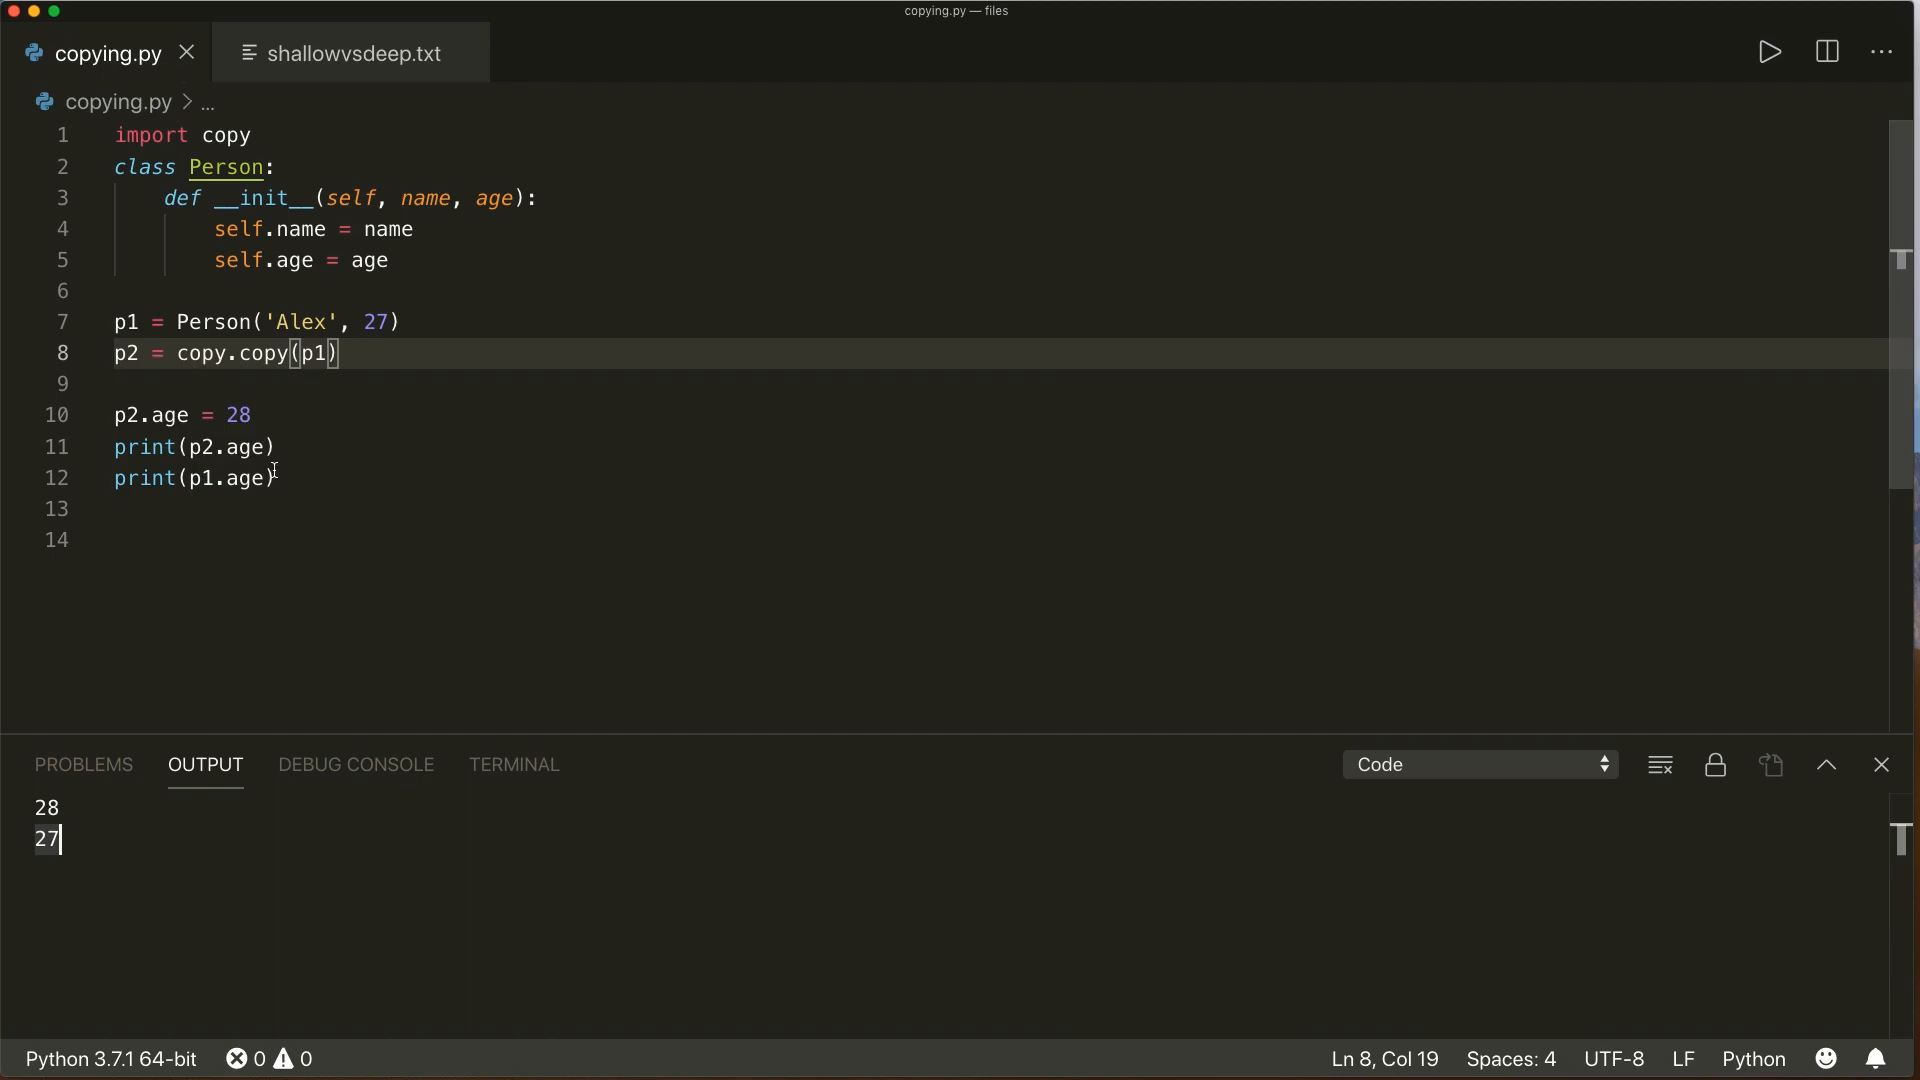 copying.py — files
copying.py
shallowvsdeep.txt
copying.py > ...
1 import copy
2 class Person:
3     def __init__(self, name, age):
4         self.name = name
5         self.age = age
6
7 p1 = Person('Alex', 27)
8 p2 = copy.copy(p1)
9
10 p2.age = 28
11 print(p2.age)
12 print(p1.age)
13
14
PROBLEMS OUTPUT DEBUG CONSOLE TERMINAL Code
28
27
Python 3.7.1 64-bit 0 0 Ln 8, Col 19 Spaces: 4 UTF-8 LF Python